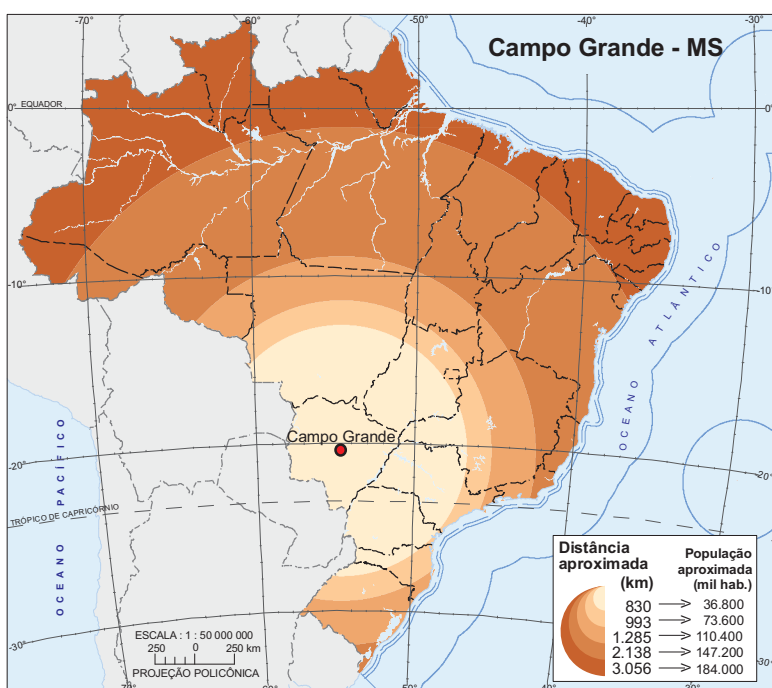 -70°
-60°
-50°
-40°
-30°
Campo Grande - MS
0°
EQUADOR
0°
-10°
-10
OCEANO ATLÂNTICO
Campo Grande
OCEANO PACÍFICO
-20°
-20°
TRÓPICO DE CAPRICÓRNIO
Distância aproximada (km)
População aproximada (mil hab.)
830 36.800
993 73.600
1.285 110.400
2.138 147.200
3.056 184.000
-30°
-30°
ESCALA : 1 : 50 000 000
250 0 250 km
PROJEÇÃO POLICÔNICA
-50°
-40°